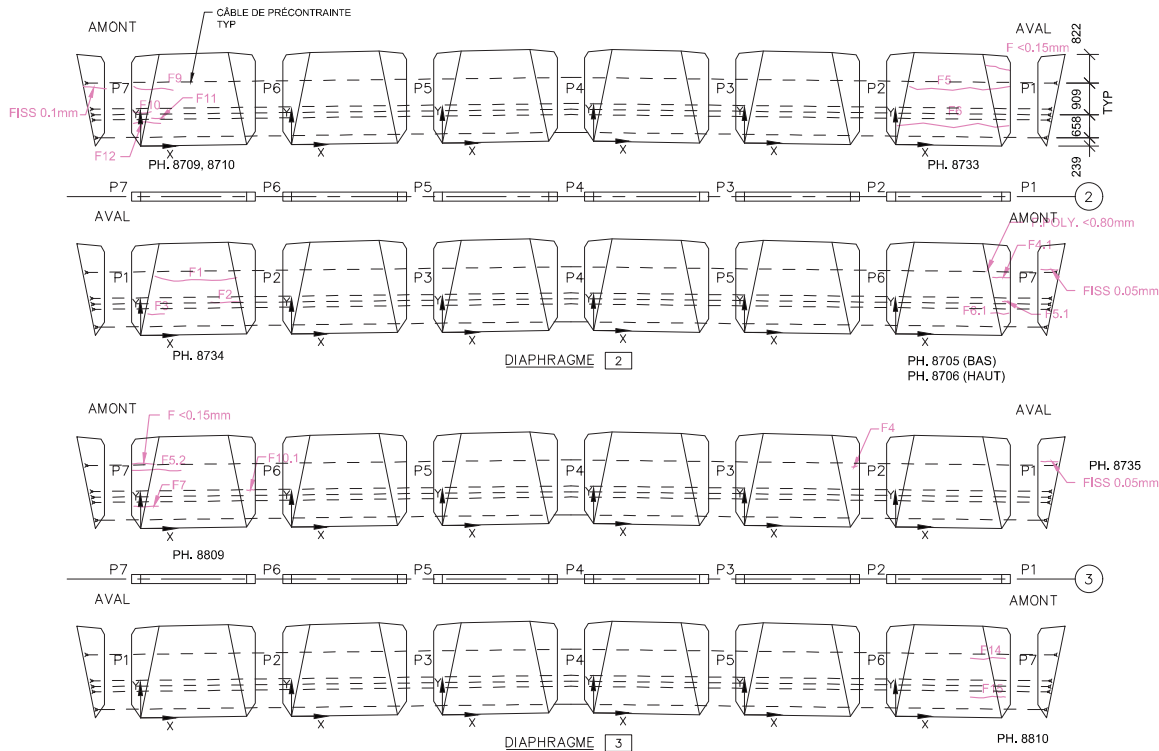 CÂBLE DE PRÉCONTRAINTE
TYP
AMONT
AVAL
F <0.15mm
822
909
TYP
658
239
P7
P6
P5
P4
P3
P2
P1
F9
F10
F11
F12
FISS 0.1mm
F5
F6
Y
Y
Y
Y
Y
Y
X
X
X
X
X
X
PH. 8709, 8710
PH. 8733
P7
P6
P5
P4
P3
P2
P1
2
AVAL
AMONT
F.POLY. <0.80mm
F4.1
P1
P2
P3
P4
P5
P6
P7
F1
F2
F3
FISS 0.05mm
F6.1
F5.1
Y
Y
Y
Y
Y
Y
X
X
X
X
X
X
PH. 8734
DIAPHRAGME 2
PH. 8705 (BAS)
PH. 8706 (HAUT)
AMONT
AVAL
F <0.15mm
F4
P7
P6
P5
P4
P3
P2
P1
F5.2
F10.1
F7
PH. 8735
FISS 0.05mm
Y
Y
Y
Y
Y
Y
X
X
X
X
X
X
PH. 8809
P7
P6
P5
P4
P3
P2
P1
3
AVAL
AMONT
P1
P2
P3
P4
P5
P6
P7
F14
F15
Y
Y
Y
Y
Y
Y
X
X
X
X
X
X
DIAPHRAGME 3
PH. 8810